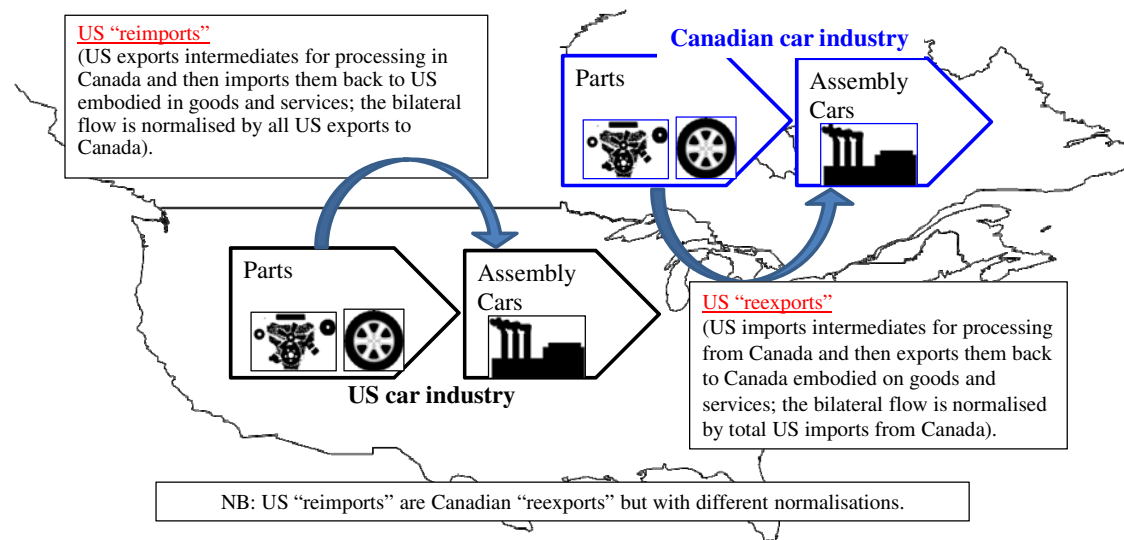 US “reimports”
(US exports intermediates for processing in
Canada and then imports them back to US
embodied in goods and services; the bilateral
flow is normalised by all US exports to
Canada).
Canadian car industry
Parts
Assembly
Cars
Parts
Assembly
Cars
US car industry
US “reexports”
(US imports intermediates for processing
from Canada and then exports them back
to Canada embodied on goods and
services; the bilateral flow is normalised
by total US imports from Canada).
NB: US “reimports” are Canadian “reexports” but with different normalisations.